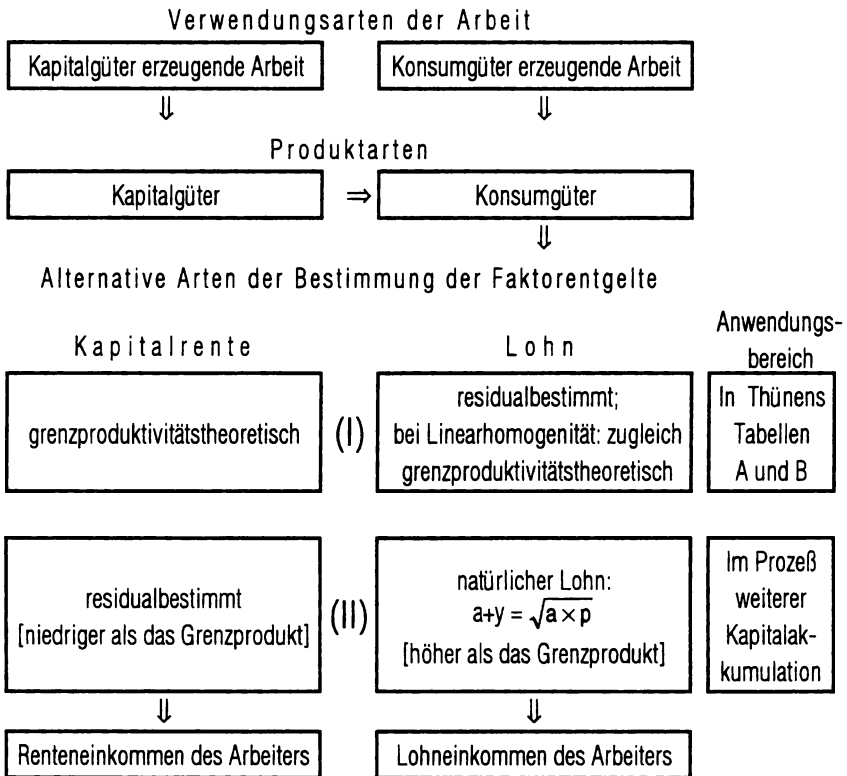 Verwendungsarten der Arbeit
Kapitalgüter erzeugende Arbeit
Konsumgüter erzeugende Arbeit
⇓
⇓
Produktarten
Kapitalgüter
⇒
Konsumgüter
⇓
Alternative Arten der Bestimmung der Faktorentgelte
Anwendungs-
bereich
Kapitalrente
Lohn
grenzproduktivitätstheoretisch
(I)
residualbestimmt;
bei Linearhomogenität: zugleich
grenzproduktivitätstheoretisch
In Thünens
Tabellen
A und B
residualbestimmt
[niedriger als das Grenzprodukt]
(II)
natürlicher Lohn:
a+y = √a × p
[höher als das Grenzprodukt]
Im Prozeß
weiterer
Kapitalak-
kumulation
⇓
⇓
Renteneinkommen des Arbeiters
Lohneinkommen des Arbeiters